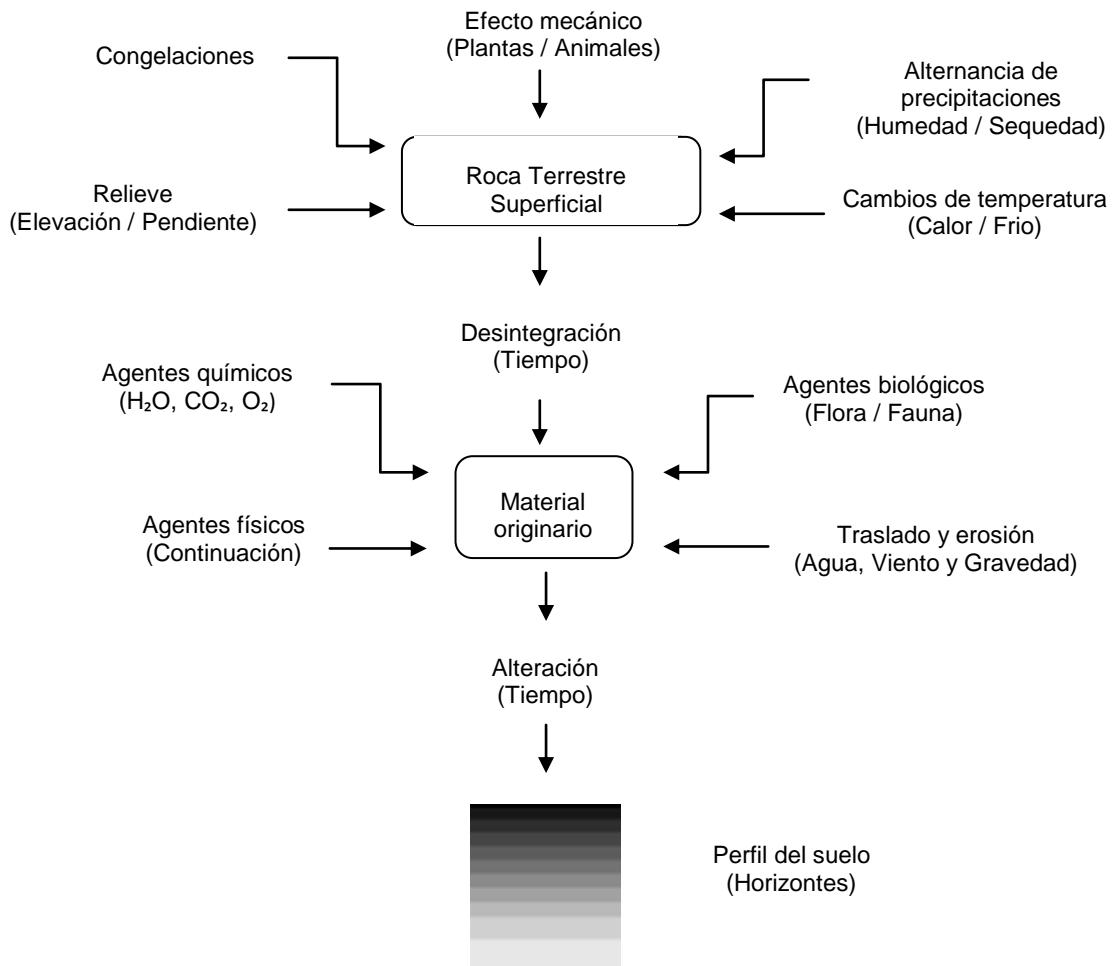 Efecto mecánico
(Plantas / Animales)
Congelaciones
Alternancia de
precipitaciones
(Humedad / Sequedad)
Roca Terrestre
Superficial
Relieve
(Elevación / Pendiente)
Cambios de temperatura
(Calor / Frio)
Desintegración
(Tiempo)
Agentes químicos
(H₂O, CO₂, O₂)
Agentes biológicos
(Flora / Fauna)
Material
originario
Agentes físicos
(Continuación)
Traslado y erosión
(Agua, Viento y Gravedad)
Alteración
(Tiempo)
Perfil del suelo
(Horizontes)